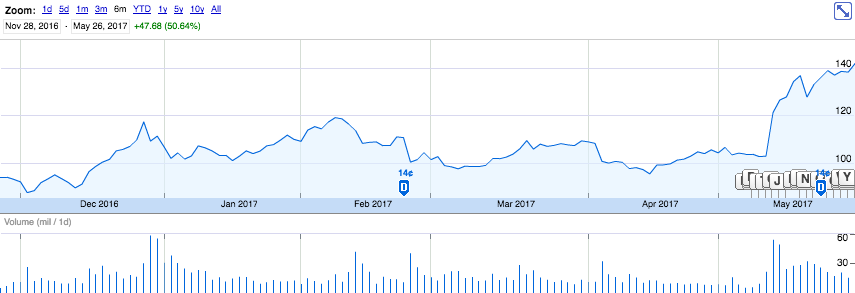 Zoom: 1d 5d 1m 3m 6m YTD 1y 5y 10y All
Nov 28, 2016 - May 26, 2017 +47.68 (50.64%)
140
120
100
14¢ 14¢
D D
J N Y
Dec 2016 Jan 2017 Feb 2017 Mar 2017 Apr 2017 May 2017
Volume (mil / 1d)
60
30